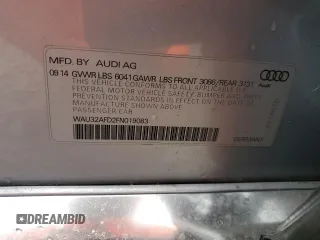 MFD. BY AUDI AG
09 14 GVWR LBS 6041 GAWR LBS FRONT 3086/REAR 3131
THIS VEHICLE CONFORMS TO ALL APPLICABLE FEDERAL
MOTOR VEHICLE SAFETY, BUMPER AND THEFT
PREVENTION STANDARDS IN EFFECT ON THE DATE OF
MANUFACTURE SHOWN ABOVE
PASSENGER CAR
WAU32AFD2FN019083
Audi
GERMANY
DREAMBID